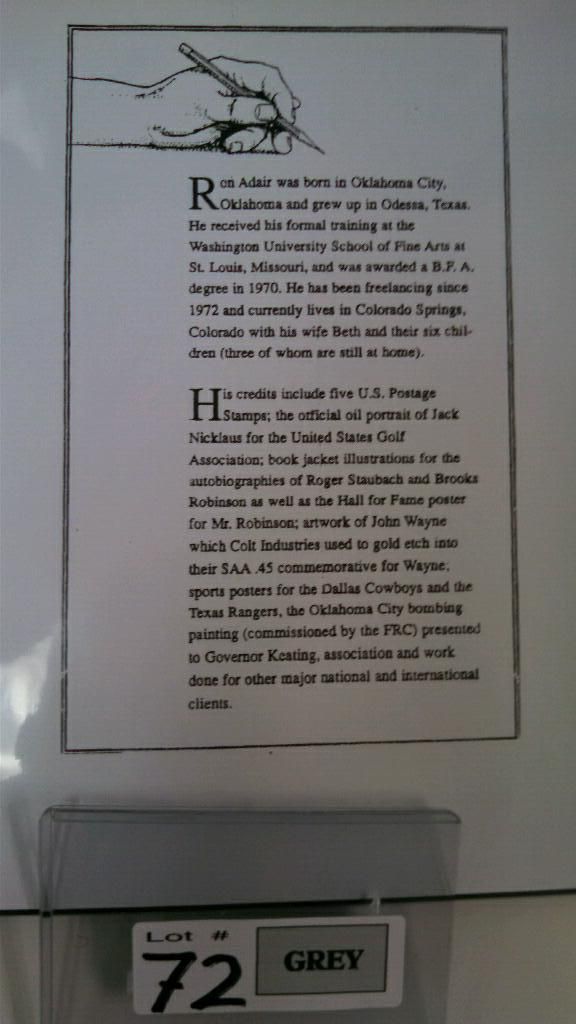 Ron Adair was born in Oklahoma City,
Oklahoma and grew up in Odessa, Texas.
He received his formal training at the
Washington University School of Fine Arts at
St. Louis, Missouri, and was awarded a B.F. A.
degree in 1970. He has been freelancing since
1972 and currently lives in Colorado Springs,
Colorado with his wife Beth and their six chil-
dren (three of whom are still at home).
His credits include five U.S. Postage
Stamps; the official oil portrait of Jack
Nicklaus for the United States Golf
Association; book jacket illustrations for the
autobiographies of Roger Staubach and Brooks
Robinson as well as the Hall for Fame poster
for Mr. Robinson; artwork of John Wayne
which Colt Industries used to gold etch into
their SAA .45 commemorative for Wayne;
sports posters for the Dallas Cowboys and the
Texas Rangers, the Oklahoma City bombing
painting (commissioned by the FRC) presented
to Governor Keating, association and work
done for other major national and international
clients.
Lot #
72
GREY